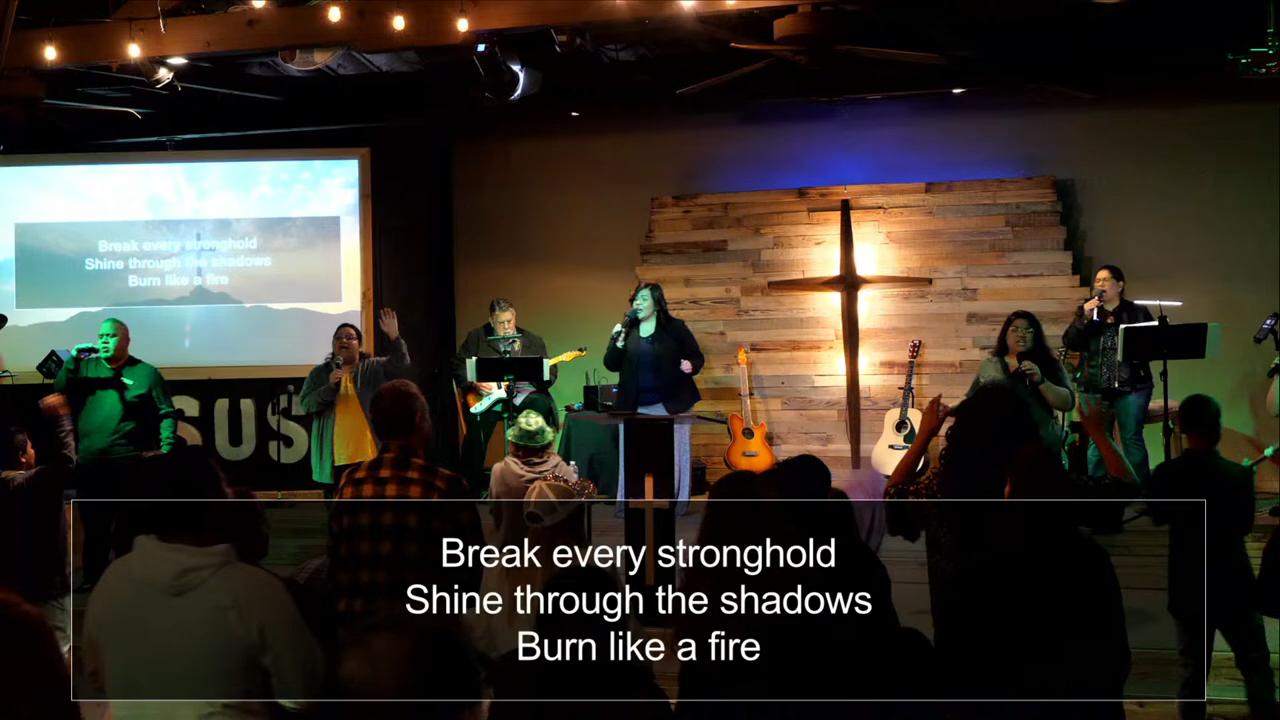 Break every stronghold
Shine through the shadows
Burn like a fire
SUS
Break every stronghold
Shine through the shadows
Burn like a fire